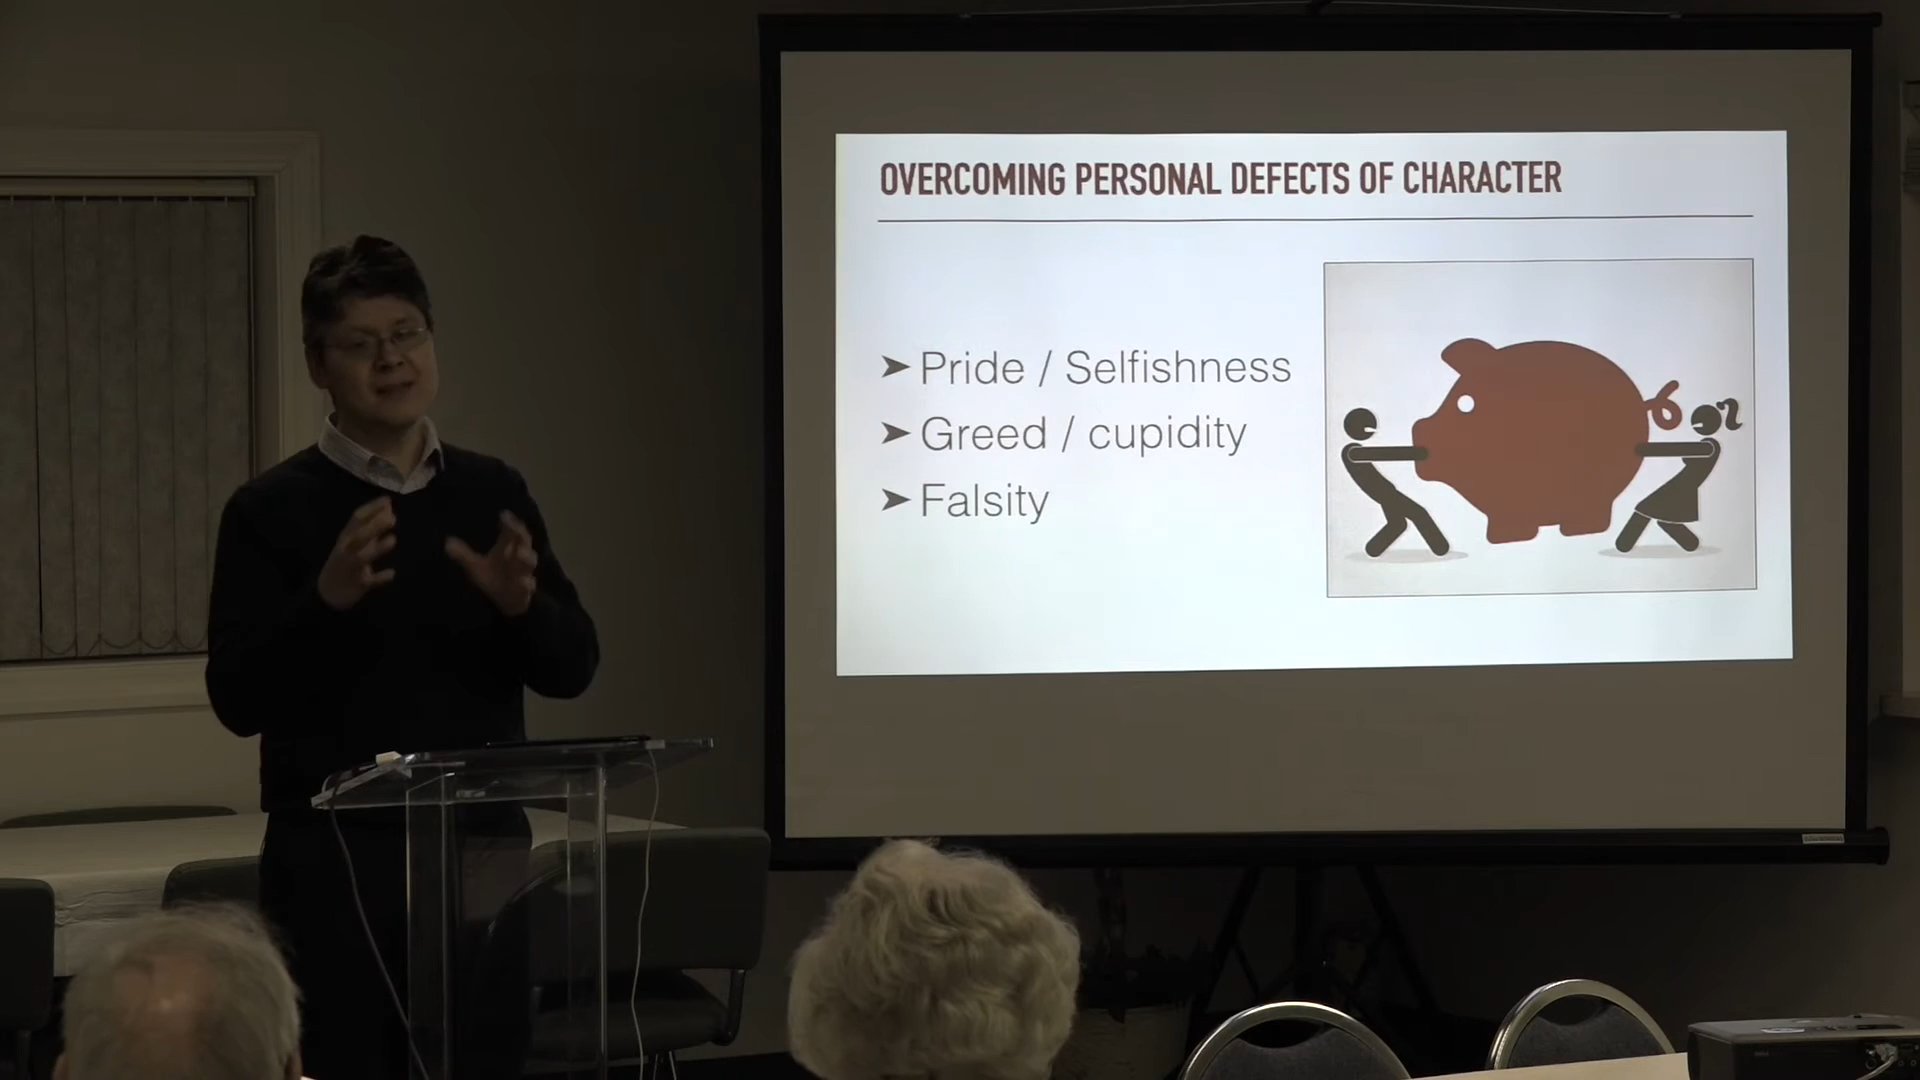 OVERCOMING PERSONAL DEFECTS OF CHARACTER
➤ Pride / Selfishness
➤ Greed / cupidity
➤ Falsity